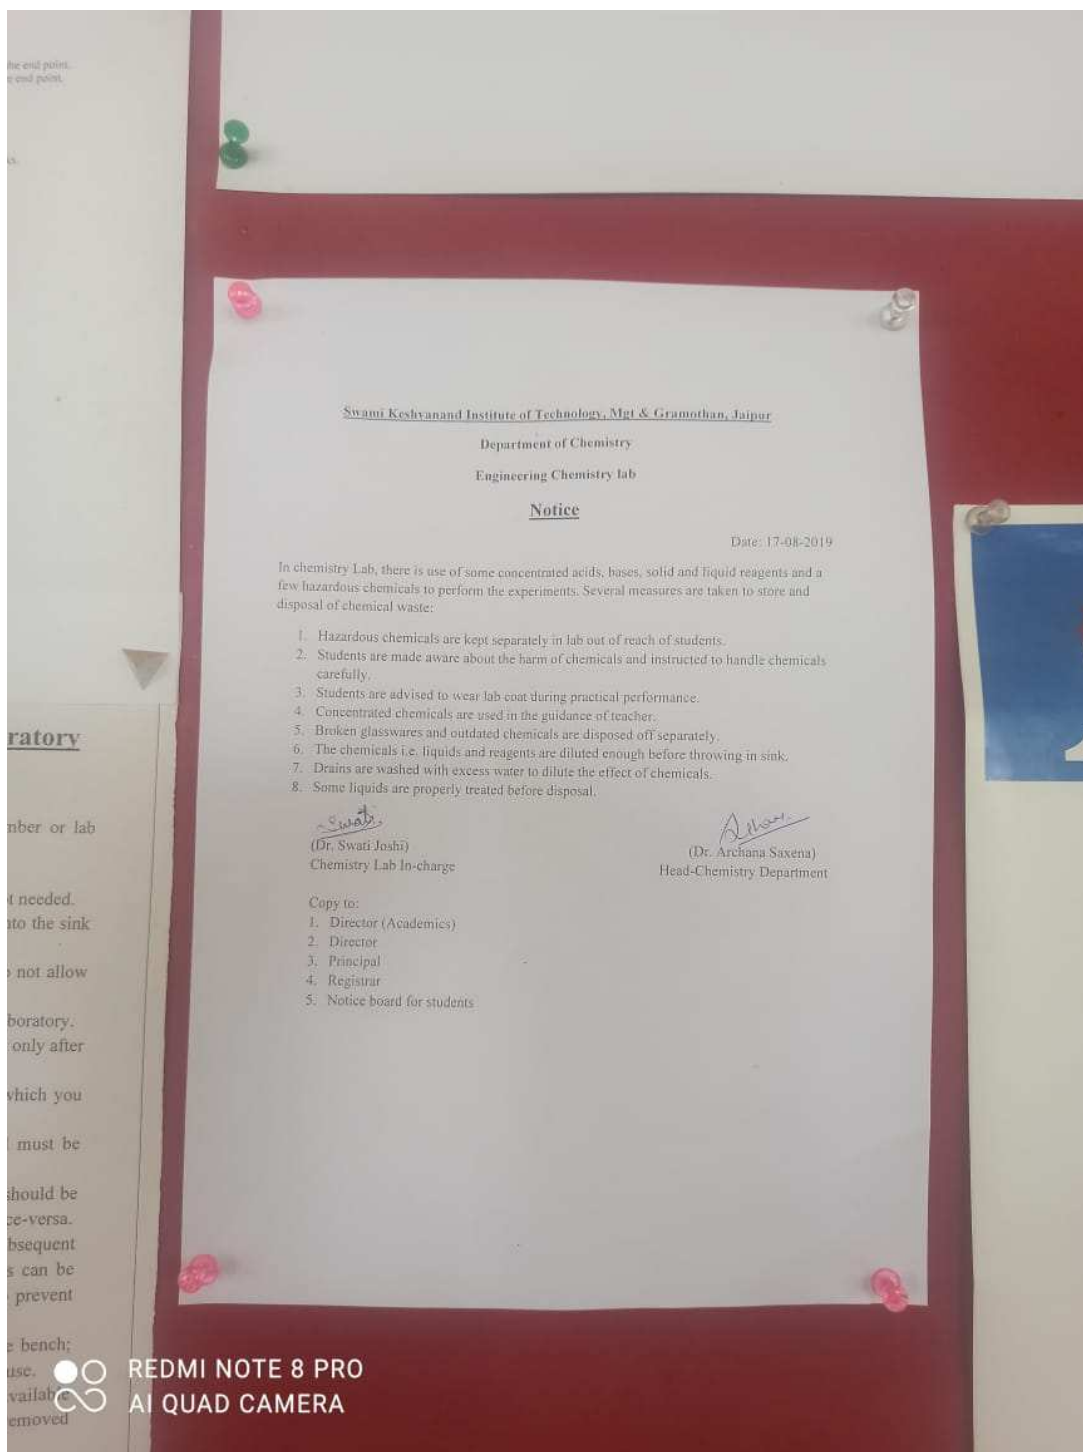 the end point.
e end point.
ratory
mber or lab
t needed.
nto the sink
not allow
boratory.
only after
which you
must be
should be
ce-versa.
bsequent
s can be
prevent
e bench;
use.
vailable
emoved
Swami Keshvanand Institute of Technology, Mgt & Gramothan, Jaipur
Department of Chemistry
Engineering Chemistry lab
Notice
Date: 17-08-2019
In chemistry Lab, there is use of some concentrated acids, bases, solid and liquid reagents and a
few hazardous chemicals to perform the experiments. Several measures are taken to store and
disposal of chemical waste:
1. Hazardous chemicals are kept separately in lab out of reach of students.
2. Students are made aware about the harm of chemicals and instructed to handle chemicals
carefully.
3. Students are advised to wear lab coat during practical performance.
4. Concentrated chemicals are used in the guidance of teacher.
5. Broken glasswares and outdated chemicals are disposed off separately.
6. The chemicals i.e. liquids and reagents are diluted enough before throwing in sink.
7. Drains are washed with excess water to dilute the effect of chemicals.
8. Some liquids are properly treated before disposal.
Swati
(Dr. Swati Joshi)
Chemistry Lab In-charge
(Dr. Archana Saxena)
Head-Chemistry Department
Copy to:
1. Director (Academics)
2. Director
3. Principal
4. Registrar
5. Notice board for students
REDMI NOTE 8 PRO
AI QUAD CAMERA